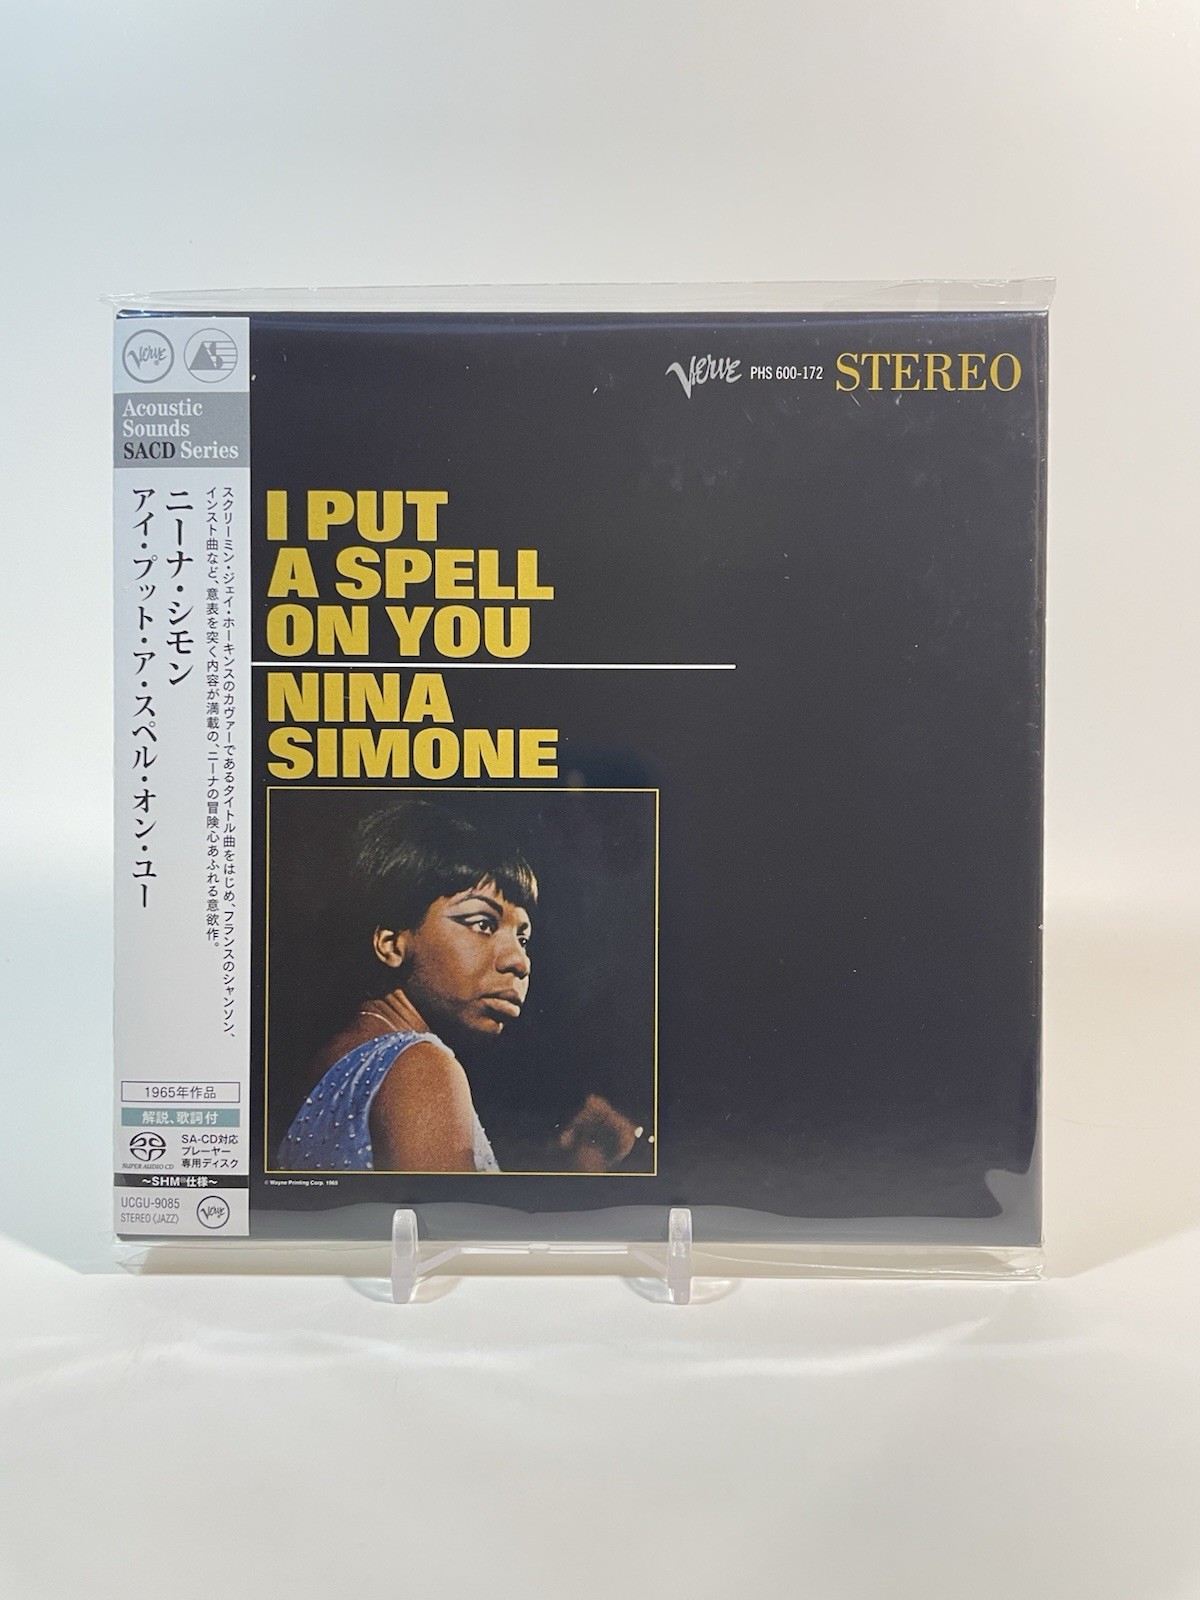 Verve
Acoustic
Sounds
SACD Series
スクリーミン・ジェイ・ホーキンスのカヴァーであるタイトル曲をはじめ、フランスのシャンソン、
インスト曲など、意表を突く内容が満載の、ニーナの冒険心あふれる意欲作。
ニーナ・シモン
アイ・プット・ア・スペル・オン・ユー
1965年作品
解説、歌詞付
SUPER AUDIO CD
SA-CD対応
プレーヤー
専用ディスク
~SHM®仕様~
UCGU-9085
STEREO (JAZZ)
Verve
Verve PHS 600-172 STEREO
I PUT
A SPELL
ON YOU
NINA
SIMONE
© Wayne Printing Corp. 1965